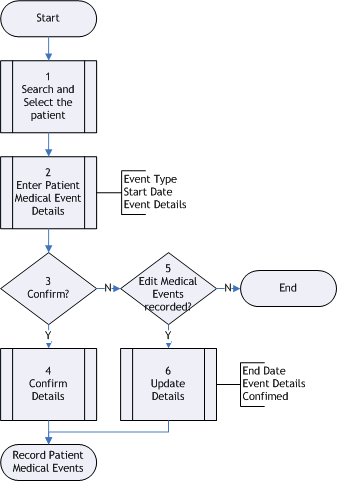 Start
1
Search and
Select the
patient
2
Enter Patient
Medical Event
Details
Event Type
Start Date
Event Details
3
Confirm?
N
5
Edit Medical
Events
recorded?
N
End
Y
Y
4
Confirm
Details
6
Update
Details
End Date
Event Details
Confimed
Record Patient
Medical Events